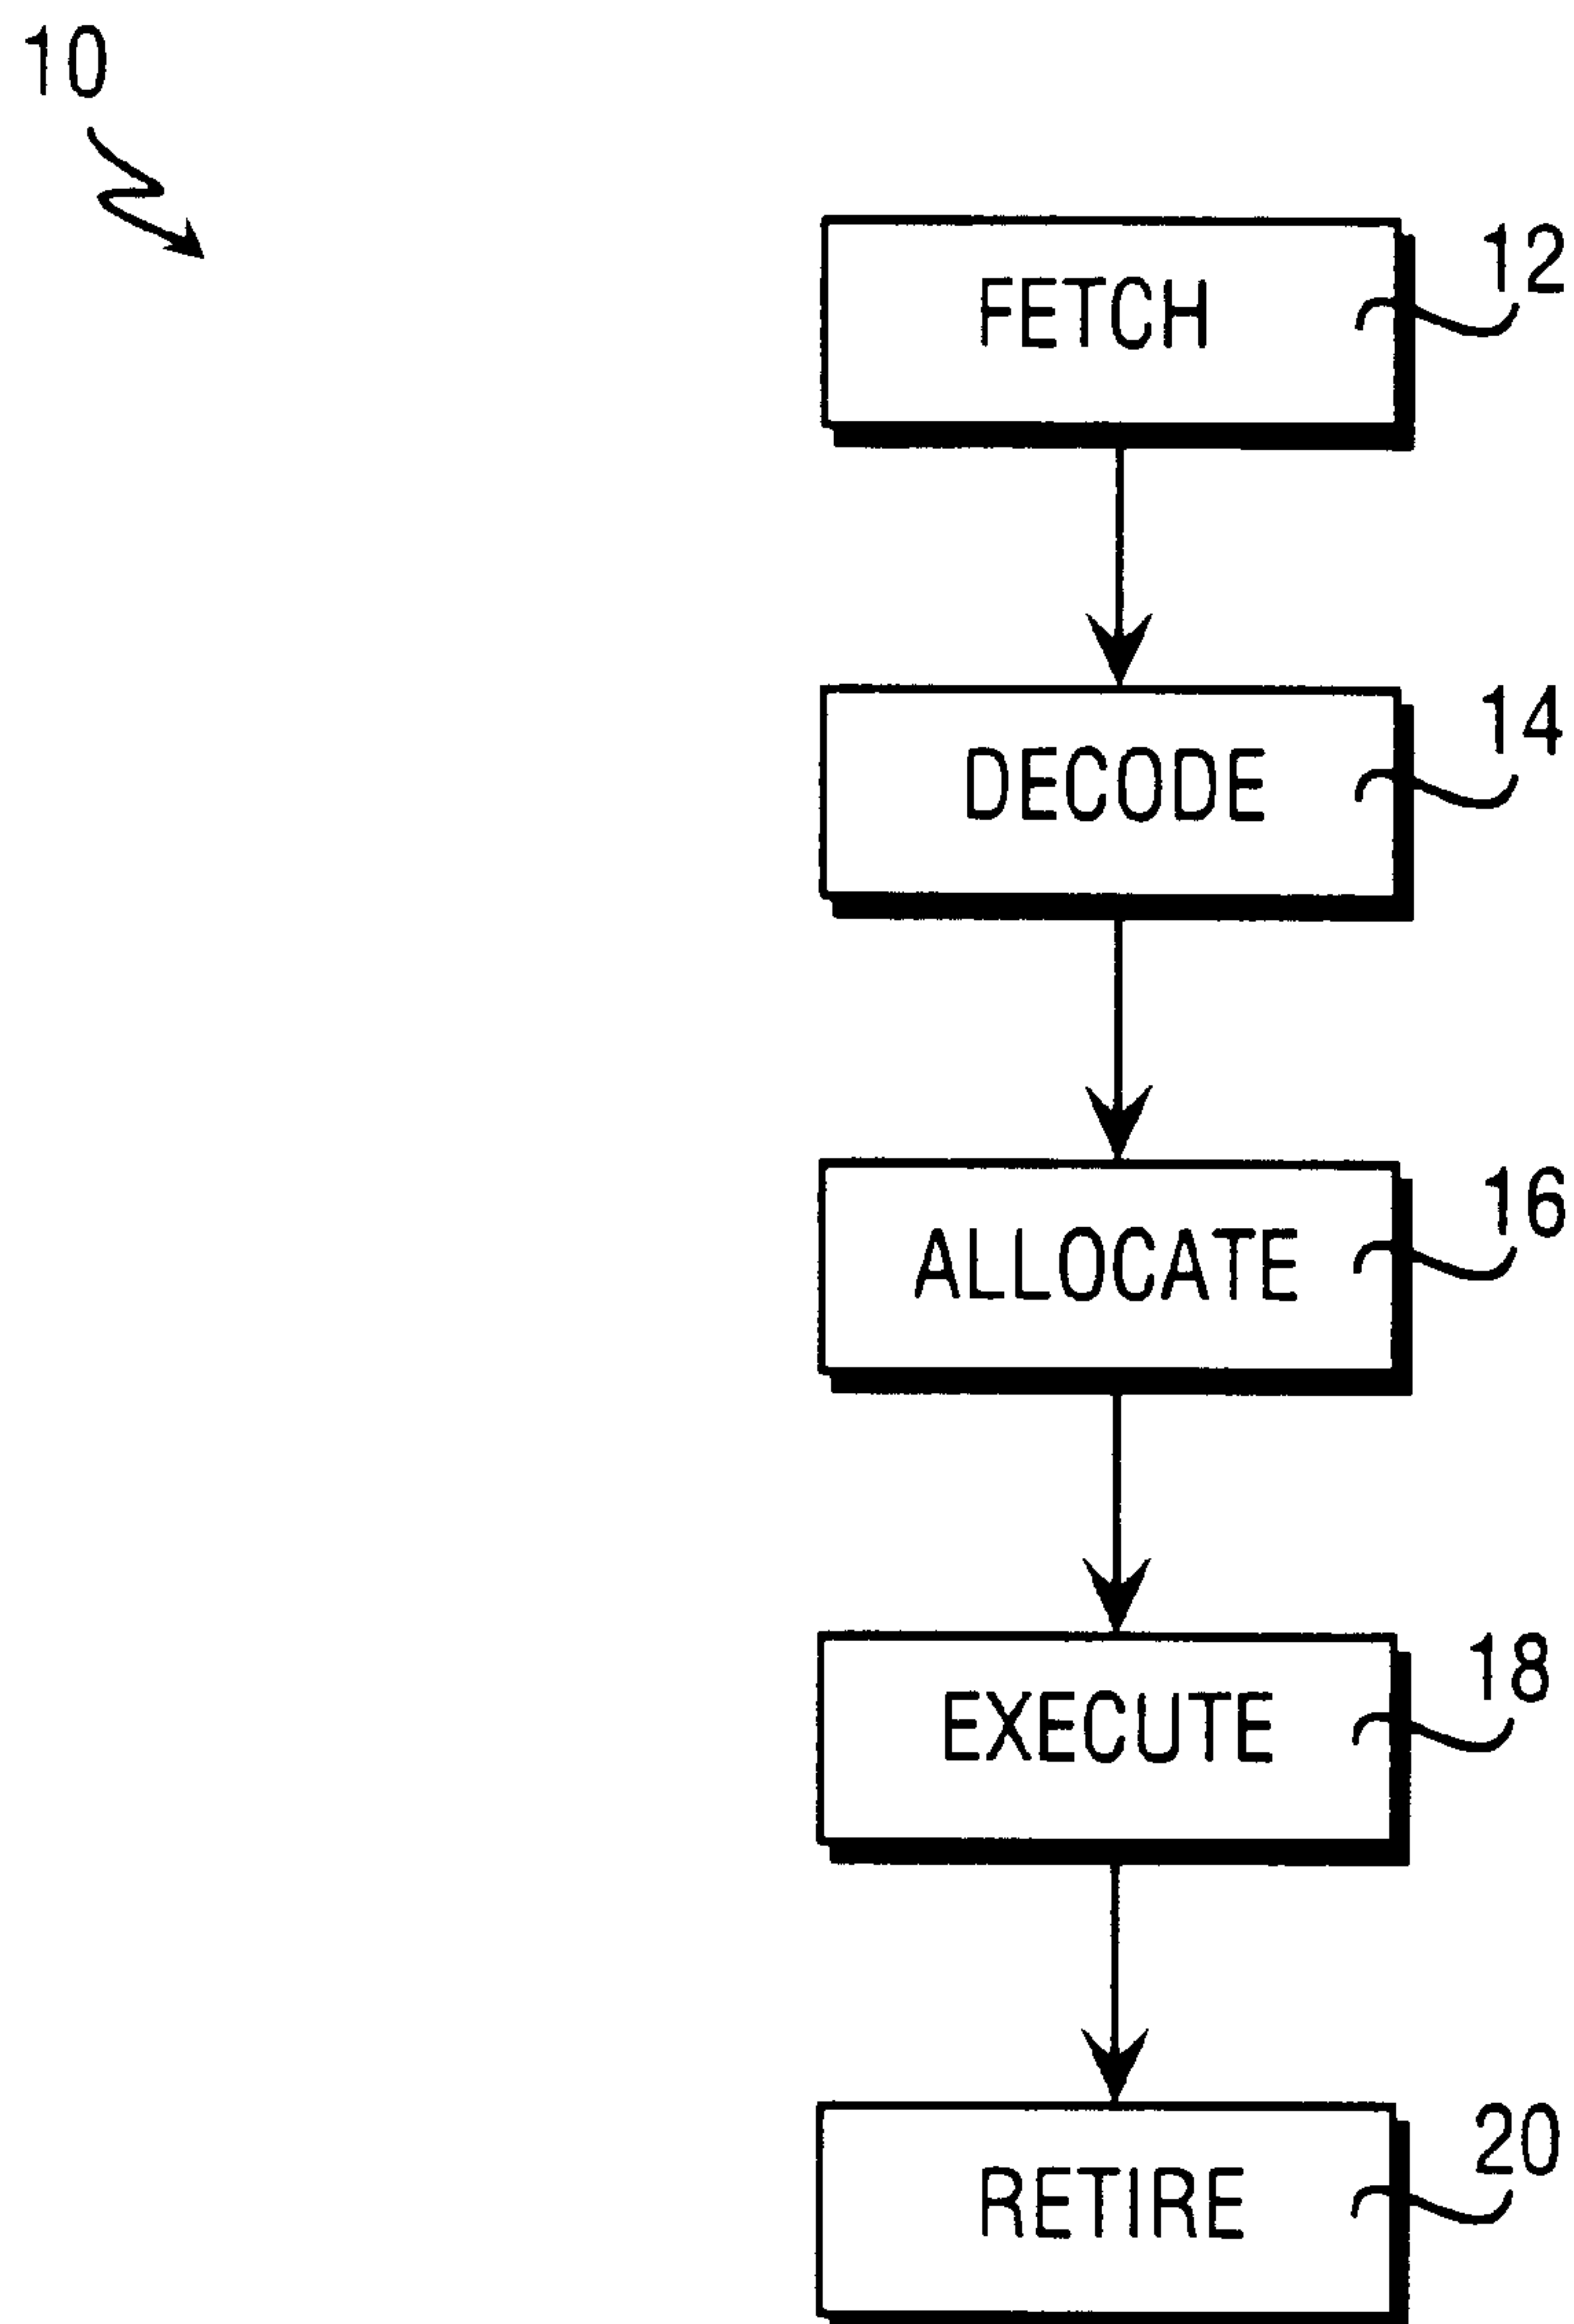 10
FETCH
12
DECODE
14
ALLOCATE
16
EXECUTE
18
RETIRE
20